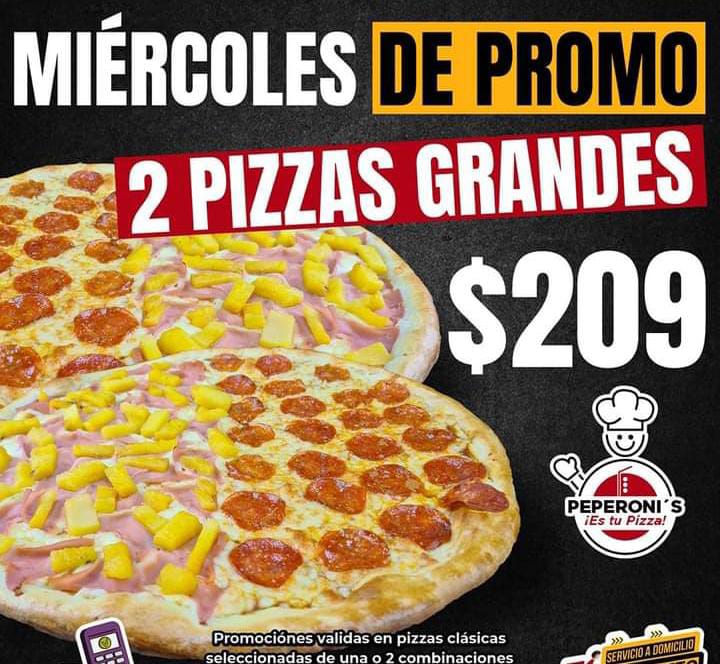 MIÉRCOLES DE PROMO
2 PIZZAS GRANDES
$209
PEPERONI´S
¡Es tu Pizza!
Promociónes validas en pizzas clásicas
seleccionadas de una o 2 combinaciones
SERVICIO A DOMICILIO